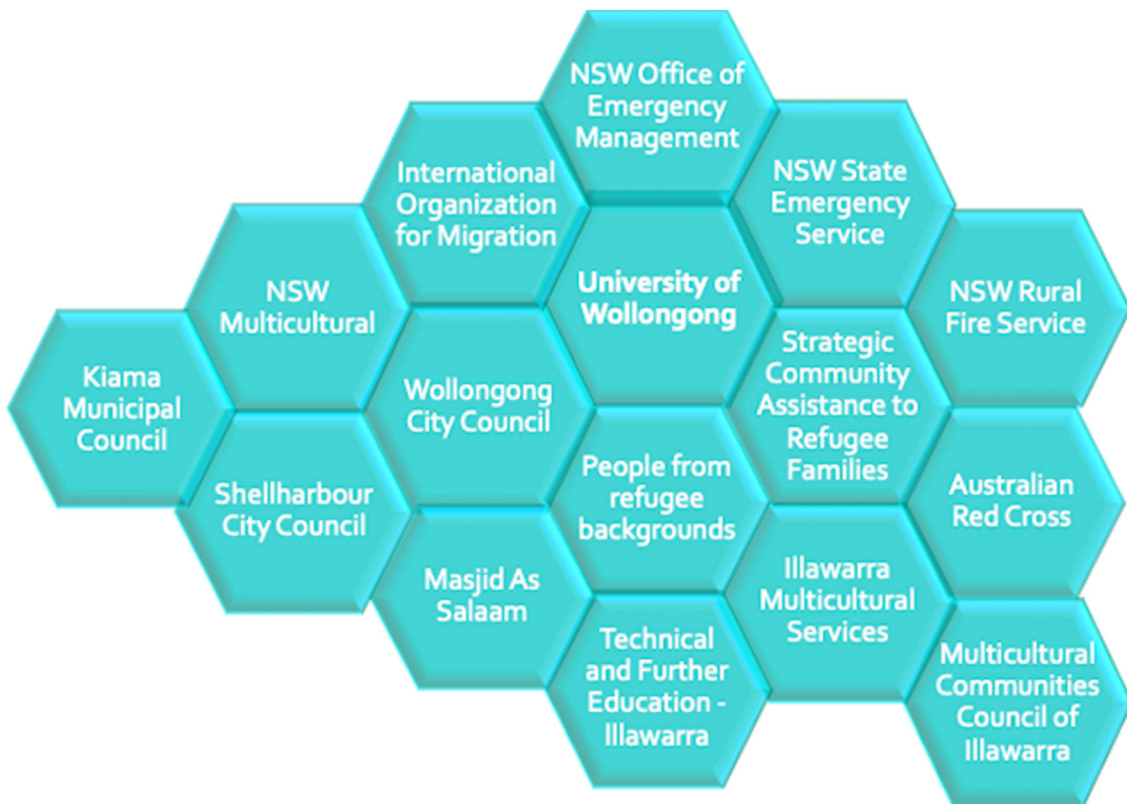 NSW Office of
Emergency
Management
International
Organization
for Migration
NSW State
Emergency
Service
NSW
Multicultural
University of
Wollongong
NSW Rural
Fire Service
Kiama
Municipal
Council
Wollongong
City Council
Strategic
Community
Assistance to
Refugee
Families
Shellharbour
City Council
People from
refugee
backgrounds
Australian
Red Cross
Masjid As
Salaam
Illawarra
Multicultural
Services
Technical
and Further
Education -
Illawarra
Multicultural
Communities
Council of
Illawarra